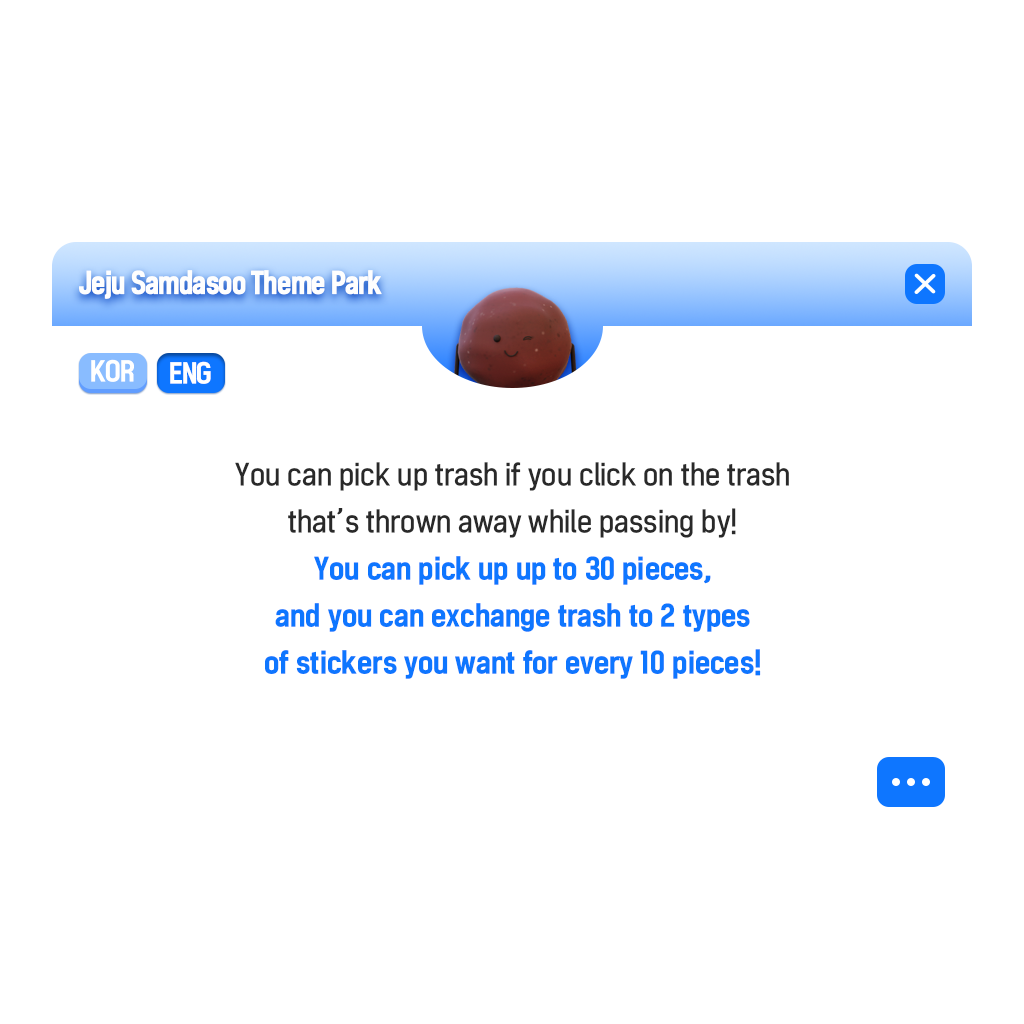 Jeju Samdasoo Theme Park
KOR ENG
You can pick up trash if you click on the trash
that's thrown away while passing by!
You can pick up up to 30 pieces,
and you can exchange trash to 2 types
of stickers you want for every 10 pieces!